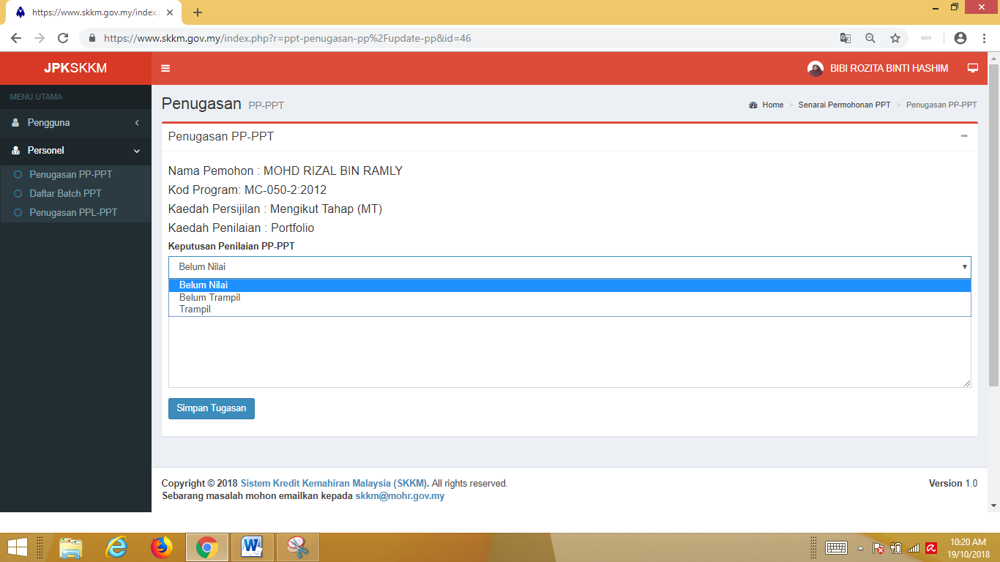 https://www.skkm.gov.my/index.
https://www.skkm.gov.my/index.php?r=ppt-penugasan-pp%2Fupdate-pp&id=46
JPKSKKM
BIBI ROZITA BINTI HASHIM
MENU UTAMA
Pengguna
Personel
Penugasan PP-PPT
Daftar Batch PPT
Penugasan PPL-PPT
Penugasan PP-PPT
Home > Senarai Permohonan PPT > Penugasan PP-PPT
Penugasan PP-PPT
Nama Pemohon : MOHD RIZAL BIN RAMLY
Kod Program: MC-050-2:2012
Kaedah Persijilan : Mengikut Tahap (MT)
Kaedah Penilaian : Portfolio
Keputusan Penilaian PP-PPT
Belum Nilai
Belum Nilai
Belum Trampil
Trampil
Simpan Tugasan
Copyright © 2018 Sistem Kredit Kemahiran Malaysia (SKKM). All rights reserved.
Version 1.0
Sebarang masalah mohon emailkan kepada skkm@mohr.gov.my
10:20 AM
19/10/2018